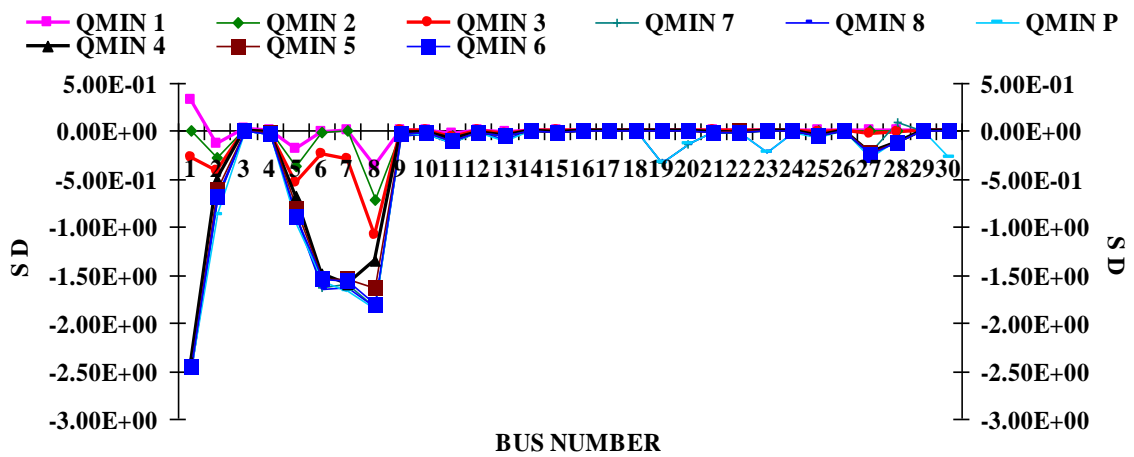 QMIN 1 QMIN 2 QMIN 3 QMIN 7 QMIN 8 QMIN P
QMIN 4 QMIN 5 QMIN 6
5.00E-01 5.00E-01
0.00E+00 0.00E+00
1 2 3 4 5 6 7 8 9 10 11 12 13 14 15 16 17 18 19 20 21 22 23 24 25 26 27 28 29 30
-5.00E-01 -5.00E-01
-1.00E+00 -1.00E+00
S D S D
-1.50E+00 -1.50E+00
-2.00E+00 -2.00E+00
-2.50E+00 -2.50E+00
-3.00E+00 -3.00E+00
BUS NUMBER